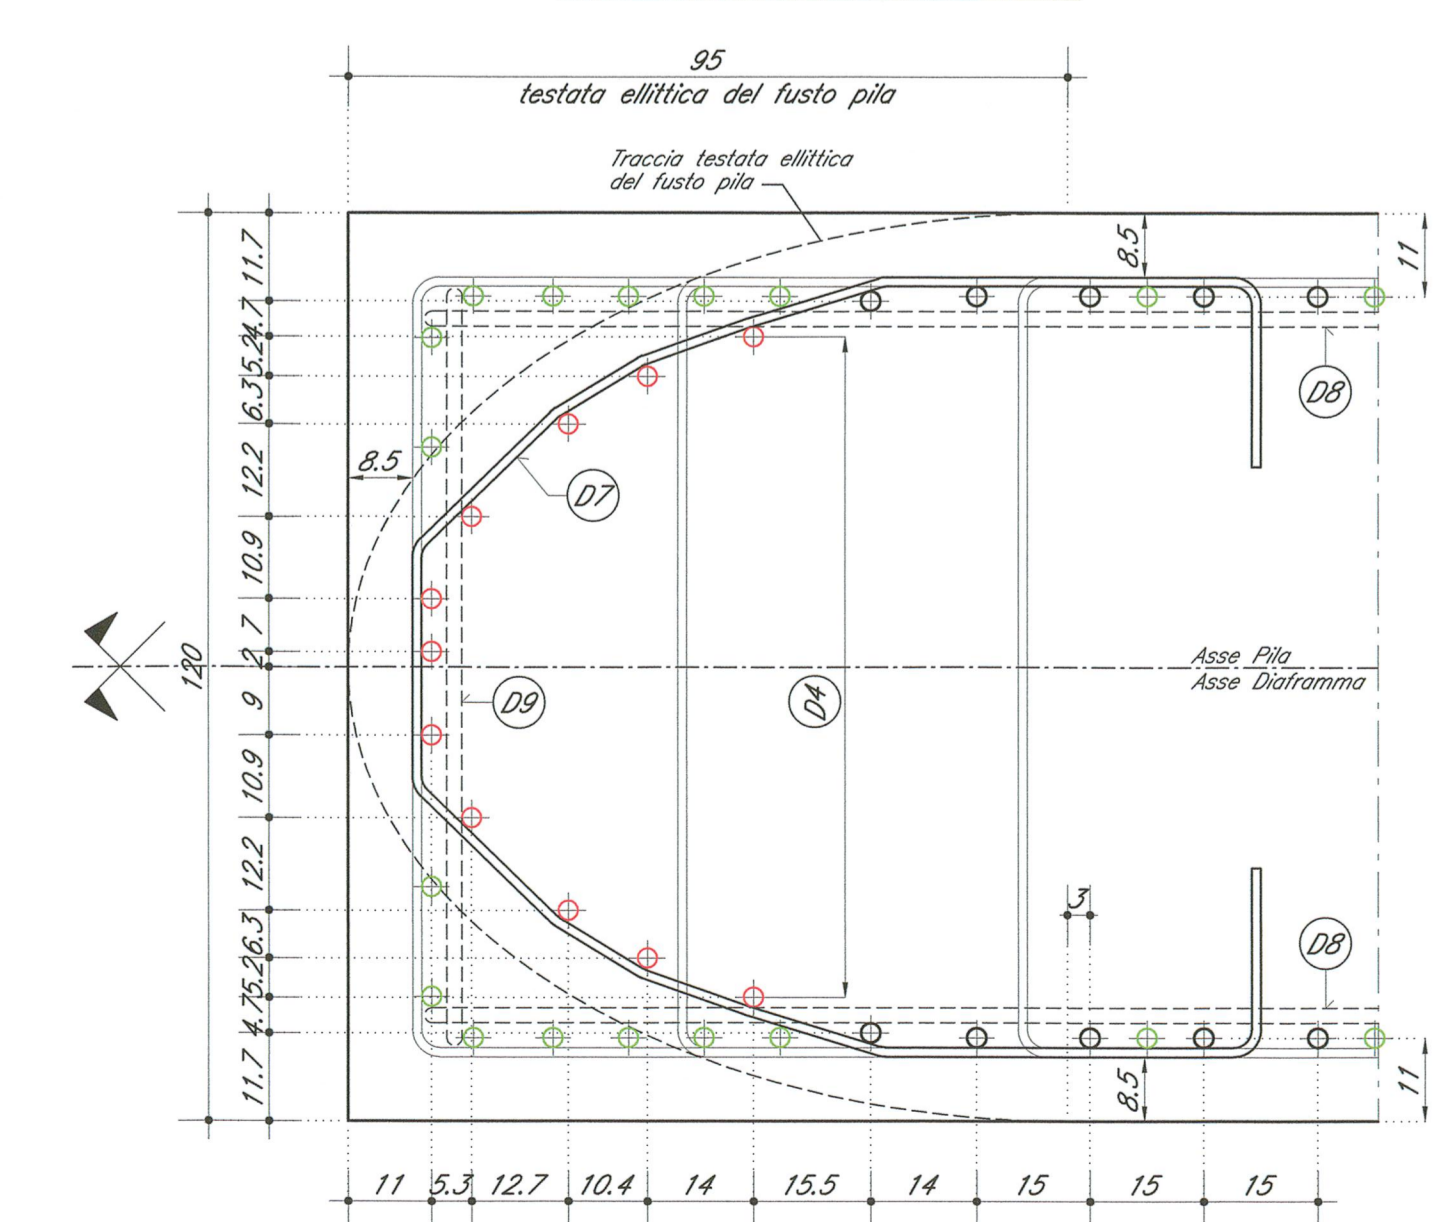 95
testata ellittica del fusto pila
Traccia testata ellittica
del fusto pila
11.7
4.7
5.2
6.3
12.2
10.9
7
2
9
10.9
12.2
6.3
5.2
4.7
11.7
120
8.5
8.5
11
D8
D7
D9
D4
Asse Pila
Asse Diaframma
3
D8
8.5
11
11 5.3 12.7 10.4 14 15.5 14 15 15 15